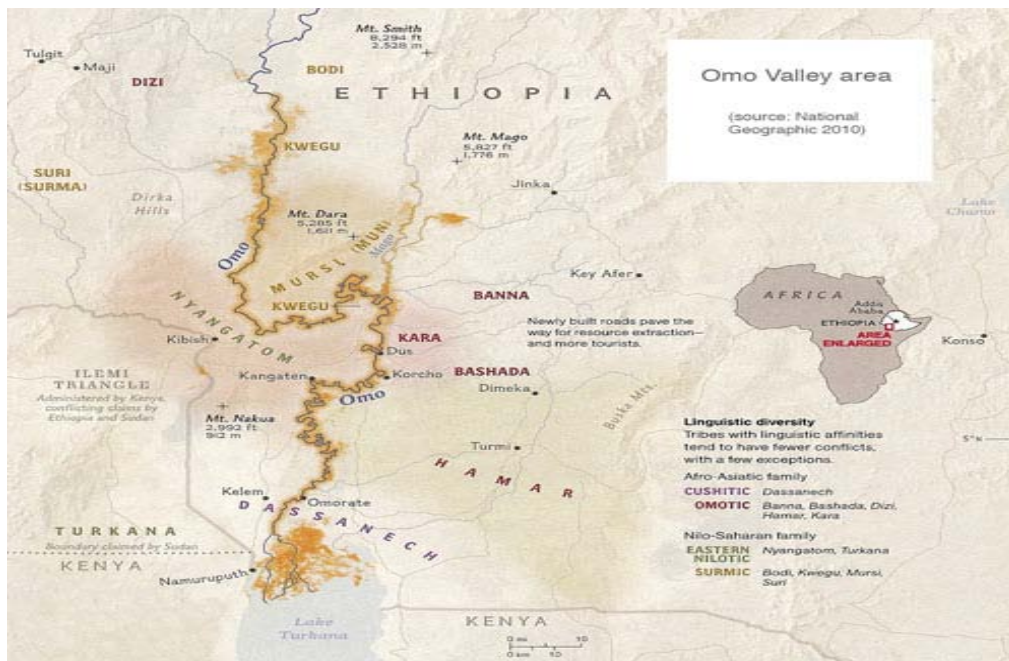 Mt. Smith
8,294 ft
2,528 m
Tulgit
Maji
DIZI
BODI
ETHIOPIA
Omo Valley area
(source: National
Geographic 2010)
KWEGU
Mt. Mago
5,827 ft
1,776 m
SURI
(SURMA)
Dirka
Hills
Jinka
Lake
Chamo
Mt. Dara
5,285 ft
1,611 m
Omo
MURSI (MUN)
Mago
KWEGU
NYANGATOM
Key Afer
BANNA
Newly built roads pave the
way for resource extraction—
and more tourists.
AFRICA
Addis
Ababa
ETHIOPIA
AREA
ENLARGED
Konso
Kibish
KARA
Dus
ILEMI
TRIANGLE
Administered by Kenya,
conflicting claims by
Ethiopia and Sudan
Kangaten
Korcho
BASHADA
Omo
Dimeka
Buska Mts.
Mt. Nakua
2,992 ft
912 m
Turmi
HAMAR
Linguistic diversity
Tribes with linguistic affinities
tend to have fewer conflicts,
with a few exceptions.
Afro-Asiatic family
CUSHITIC Dassanech
OMOTIC Banna, Bashada, Dizi,
Hamar, Kara
Nilo-Saharan family
EASTERN
NILOTIC Nyangatom, Turkana
SURMIC Bodi, Kwegu, Mursi,
Suri
5°N
Kelem
Omorate
DASSANECH
TURKANA
Boundary claimed by Sudan
KENYA
Namuruputh
Lake
Turkana
KENYA
0 mi 10
0 km 10